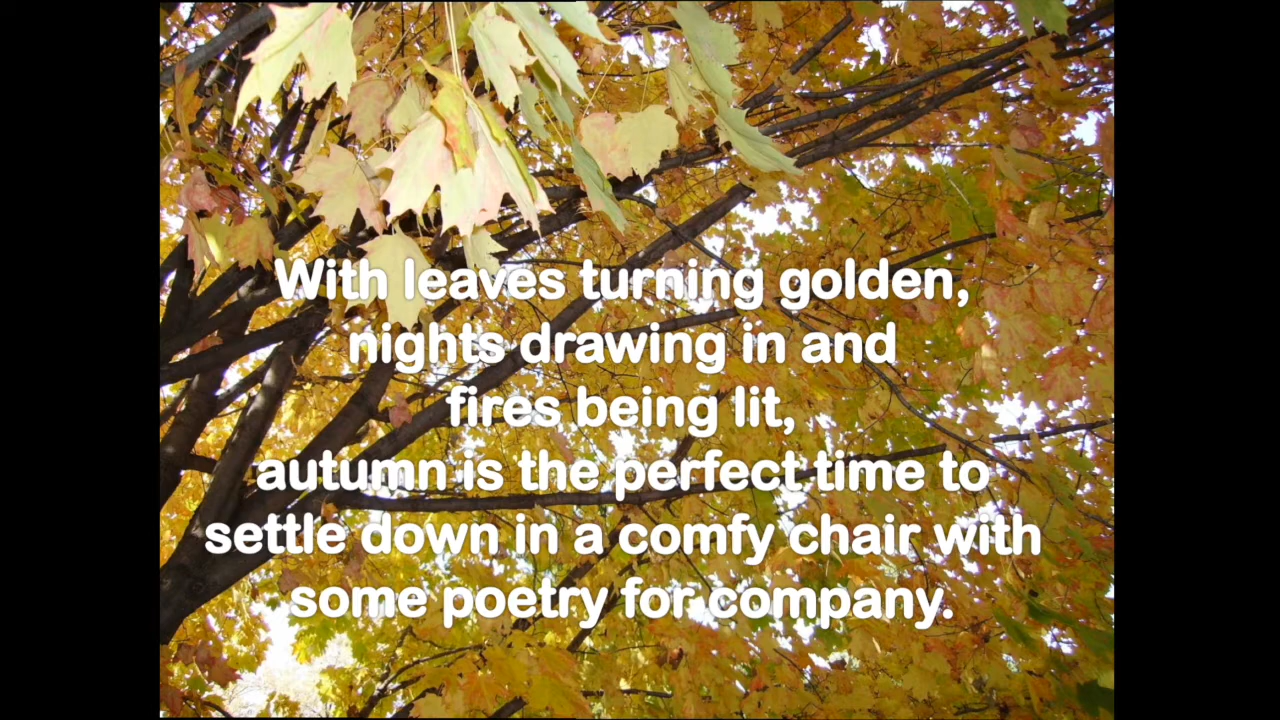 With leaves turning golden,
nights drawing in and
fires being lit,
autumn is the perfect time to
settle down in a comfy chair with
some poetry for company.